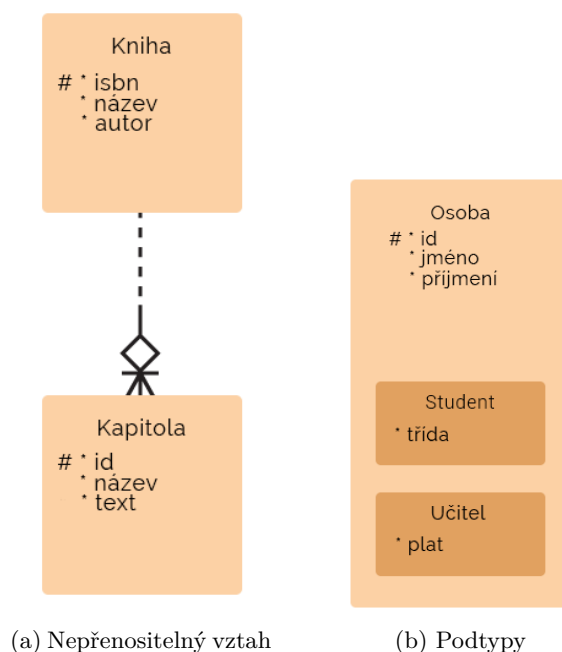 Kniha
# * isbn
* název
* autor
Kapitola
# * id
* název
* text
(a) Nepřenositelný vztah
Osoba
# * id
* jméno
* příjmení
Student
* třída
Učitel
* plat
(b) Podtypy